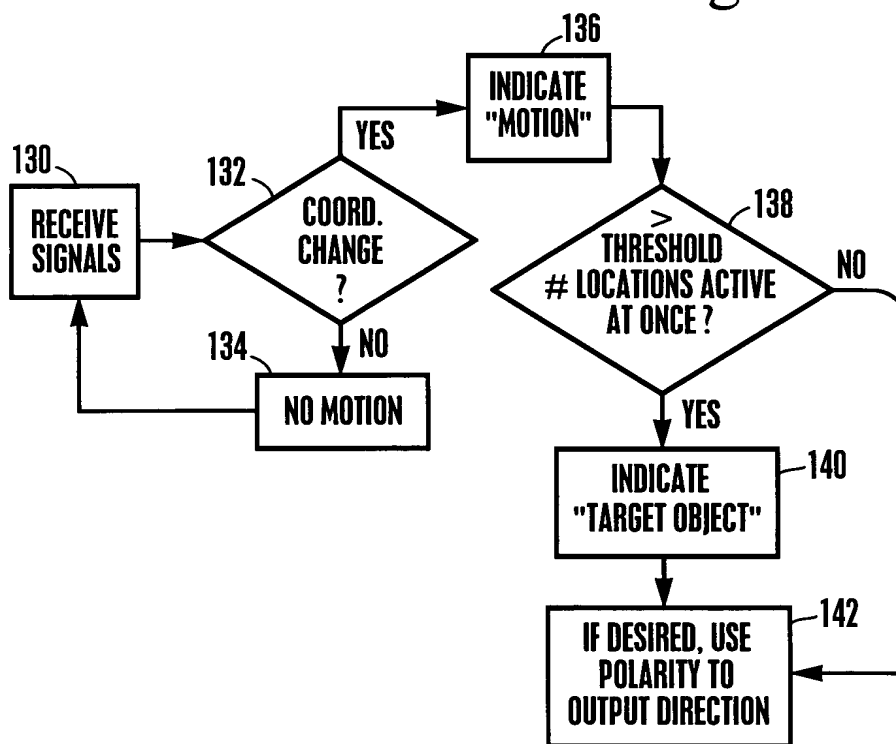 136
INDICATE
"MOTION"
YES
130
RECEIVE
SIGNALS
132
COORD.
CHANGE
?
138
>
THRESHOLD
# LOCATIONS ACTIVE
AT ONCE ?
NO
NO
134
NO MOTION
YES
140
INDICATE
"TARGET OBJECT"
142
IF DESIRED, USE
POLARITY TO
OUTPUT DIRECTION